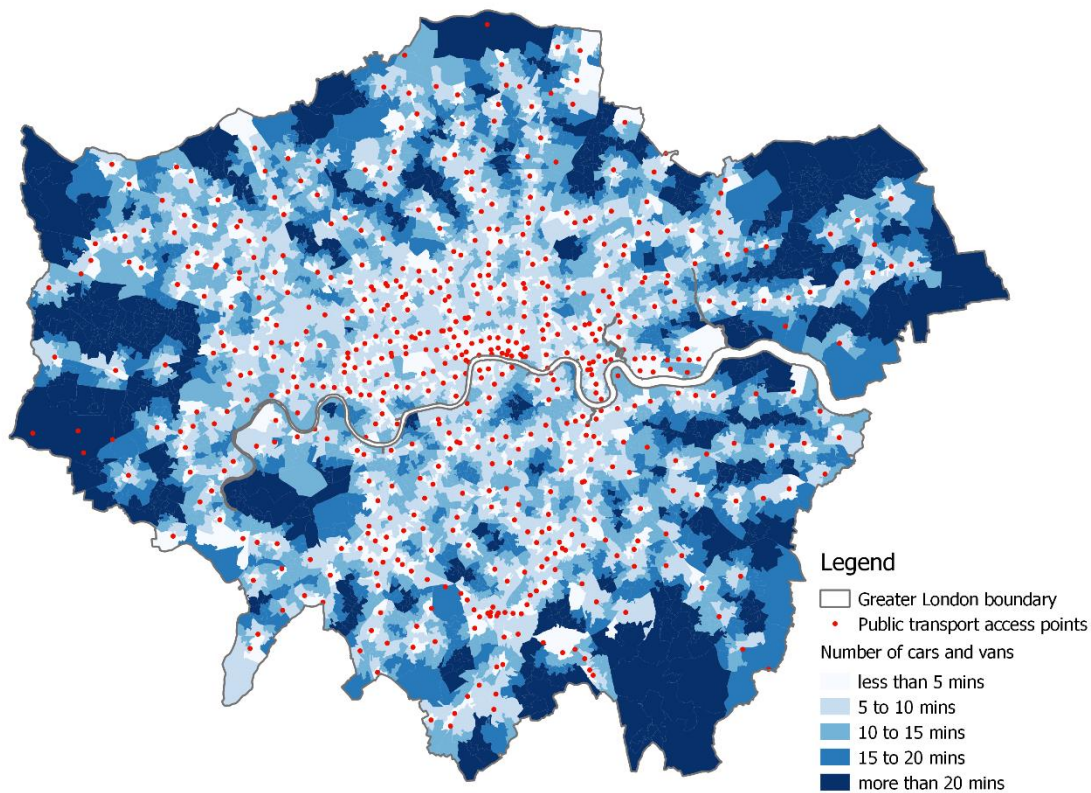 Legend
Greater London boundary
Public transport access points
Number of cars and vans
less than 5 mins
5 to 10 mins
10 to 15 mins
15 to 20 mins
more than 20 mins